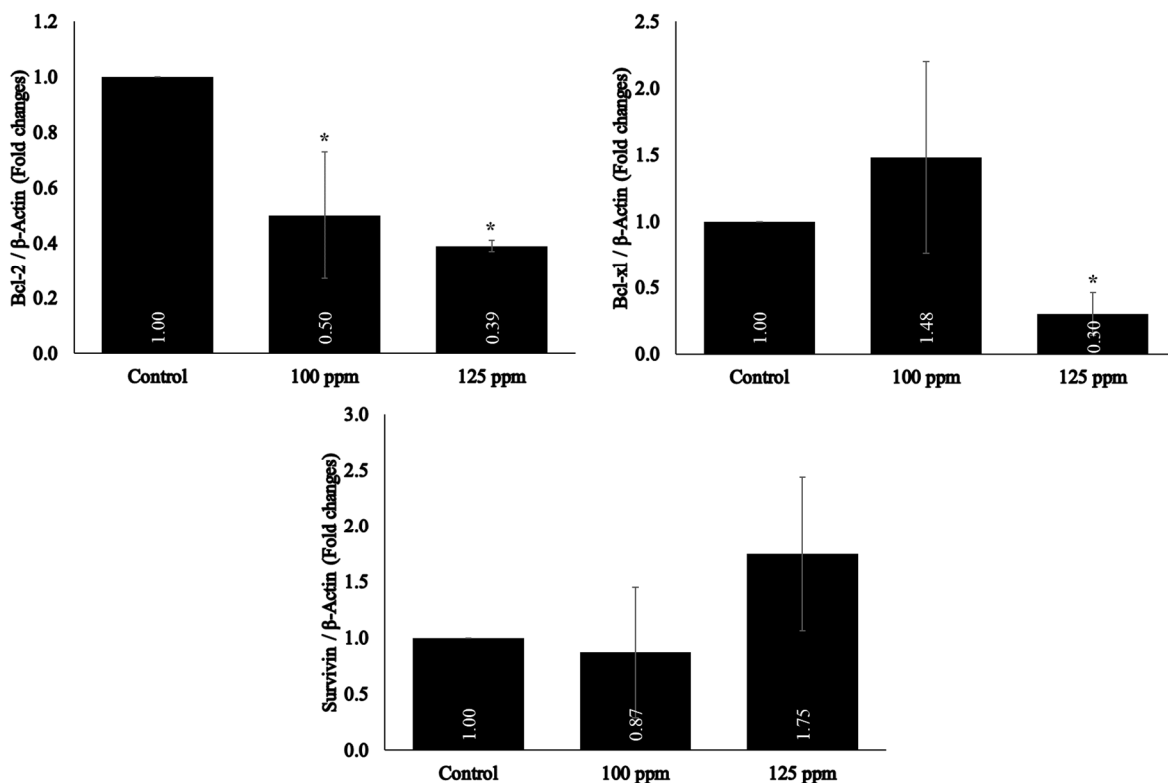 Bcl-2 / β-Actin (Fold changes)
1.2
1.0
0.8
0.6
0.4
0.2
0.0
*
*
1.00
0.50
0.39
Control
100 ppm
125 ppm
Bcl-xl / β-Actin (Fold changes)
2.5
2.0
1.5
1.0
0.5
0.0
*
1.00
1.48
0.30
Control
100 ppm
125 ppm
Survivin / β-Actin (Fold changes)
3.0
2.5
2.0
1.5
1.0
0.5
0.0
1.00
0.87
1.75
Control
100 ppm
125 ppm